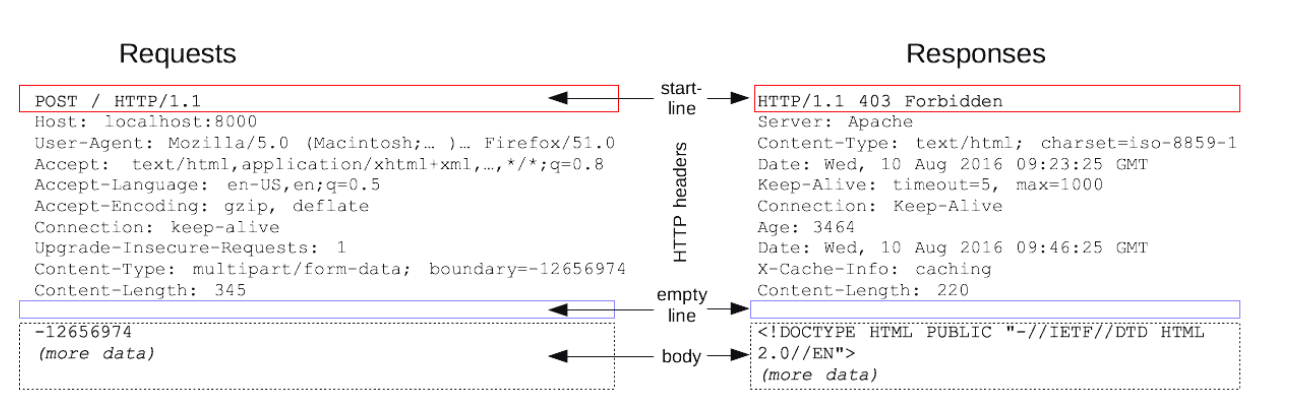 Requests
POST / HTTP/1.1
Host: localhost:8000
User-Agent: Mozilla/5.0 (Macintosh;… )… Firefox/51.0
Accept: text/html,application/xhtml+xml,…,*/*;q=0.8
Accept-Language: en-US,en;q=0.5
Accept-Encoding: gzip, deflate
Connection: keep-alive
Upgrade-Insecure-Requests: 1
Content-Type: multipart/form-data; boundary=-12656974
Content-Length: 345
-12656974
(more data)
start-
line
HTTP headers
empty
line
body
Responses
HTTP/1.1 403 Forbidden
Server: Apache
Content-Type: text/html; charset=iso-8859-1
Date: Wed, 10 Aug 2016 09:23:25 GMT
Keep-Alive: timeout=5, max=1000
Connection: Keep-Alive
Age: 3464
Date: Wed, 10 Aug 2016 09:46:25 GMT
X-Cache-Info: caching
Content-Length: 220
<!DOCTYPE HTML PUBLIC "-//IETF//DTD HTML
2.0//EN">
(more data)